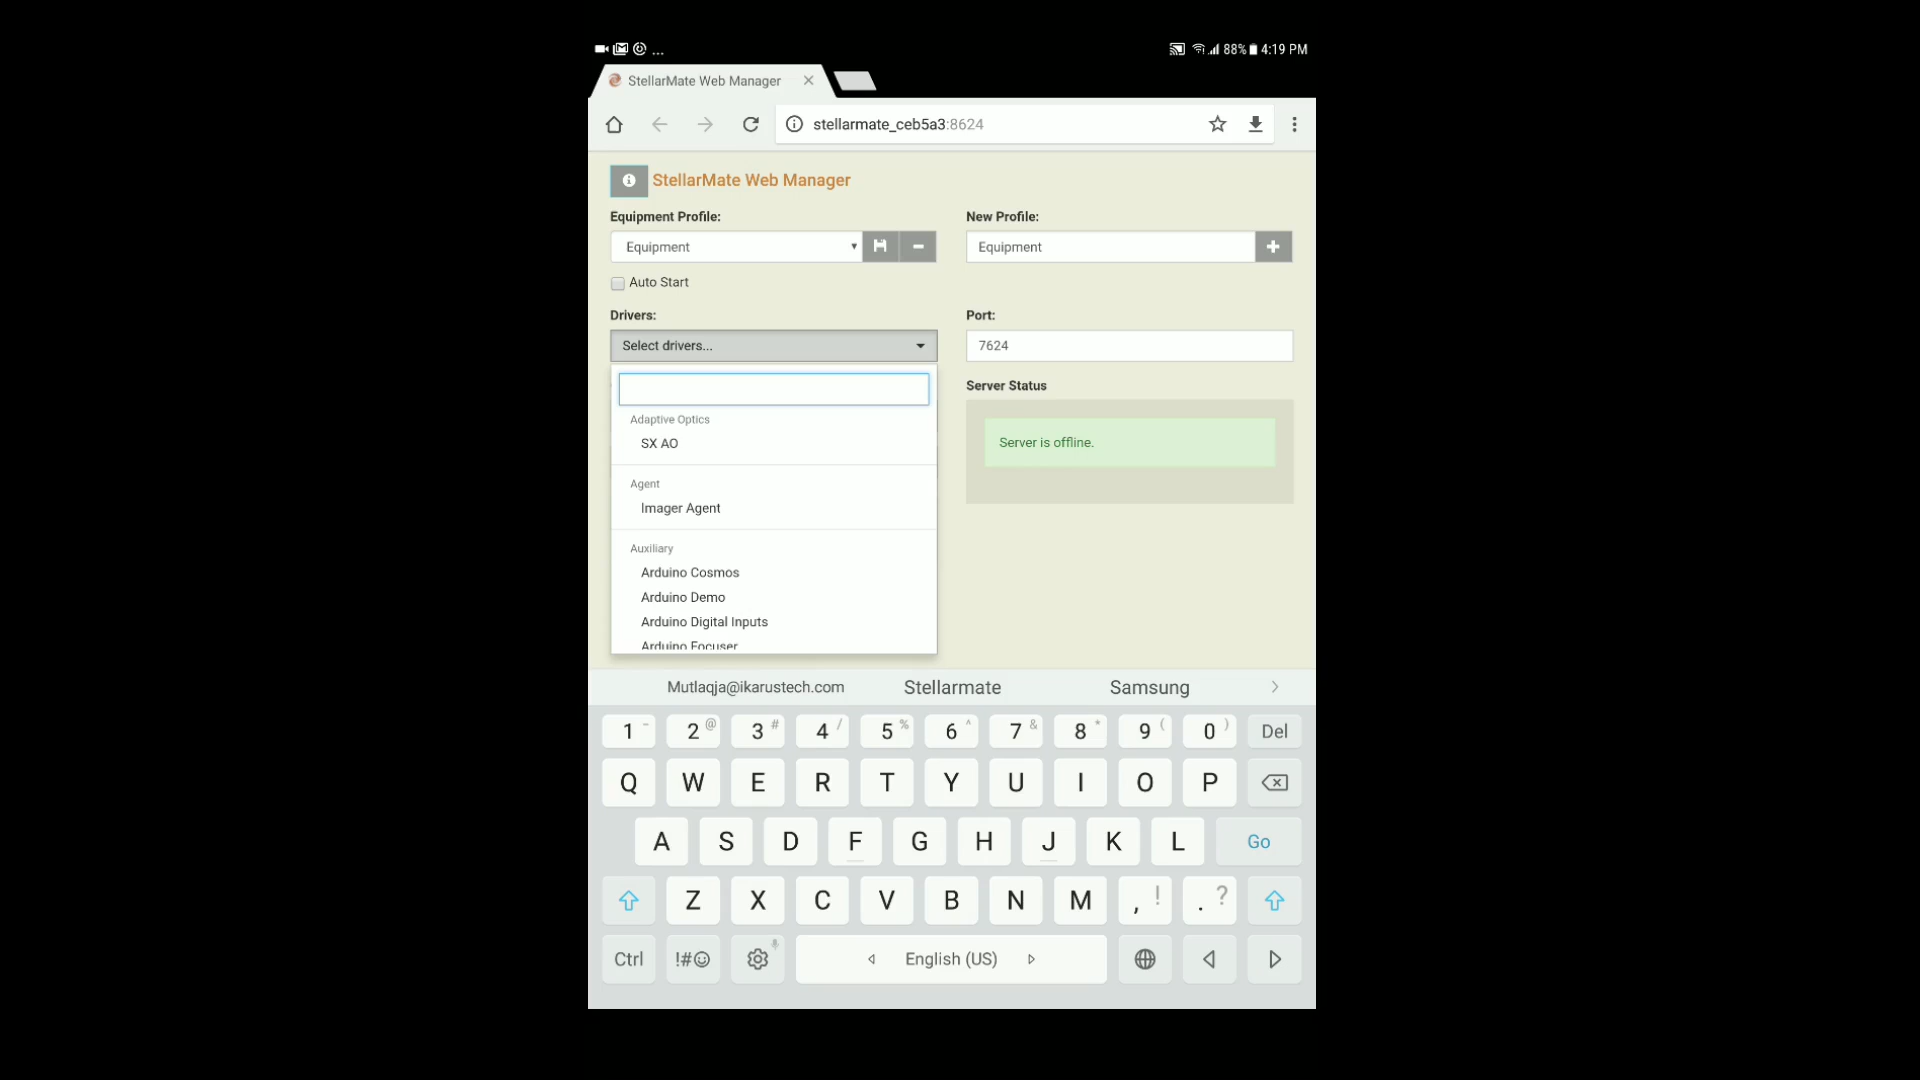 ... 88% 4:19 PM
StellarMate Web Manager
stellarmate_ceb5a3:8624
StellarMate Web Manager
Equipment Profile: New Profile:
Equipment Equipment
Auto Start
Drivers: Port:
Select drivers... 7624
Server Status
Adaptive Optics
SX AO
Server is offline.
Agent
Imager Agent
Auxiliary
Arduino Cosmos
Arduino Demo
Arduino Digital Inputs
Arduino Focuser
Mutlaqja@ikarustech.com Stellarmate Samsung
1 - 2 @ 3 # 4 / 5 % 6 ^ 7 & 8 * 9 ( 0 ) Del
Q W E R T Y U I O P
A S D F G H J K L Go
Z X C V B N M , ! . ?
Ctrl !#☺ English (US)